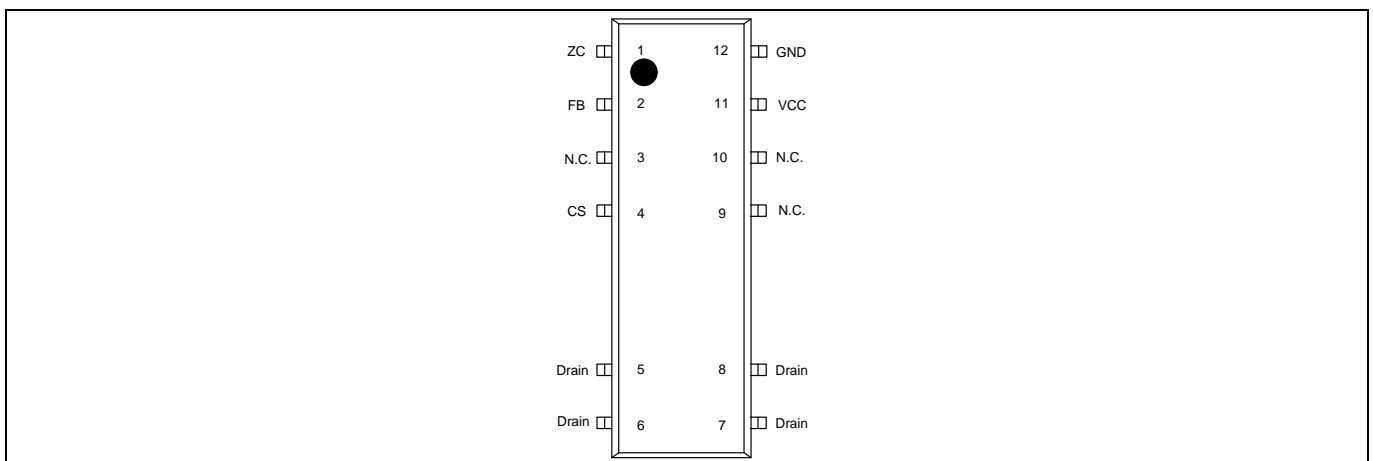 ZC 1 12 GND
FB 2 11 VCC
N.C. 3 10 N.C.
CS 4 9 N.C.
Drain 5 8 Drain
Drain 6 7 Drain